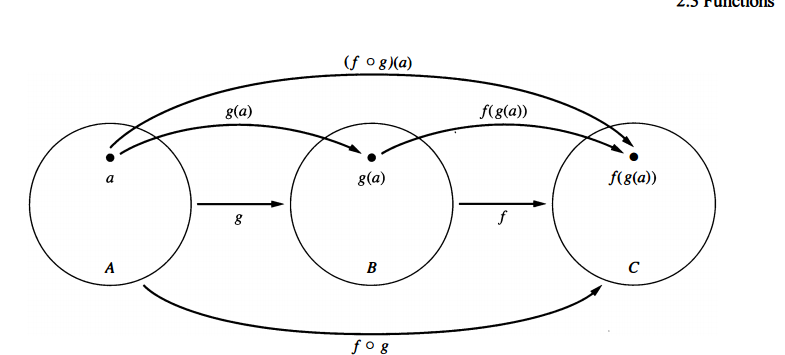 2.3 Functions
(f ∘ g)(a)
g(a)
f(g(a))
a
g(a)
f(g(a))
g
f
A
B
C
f ∘ g